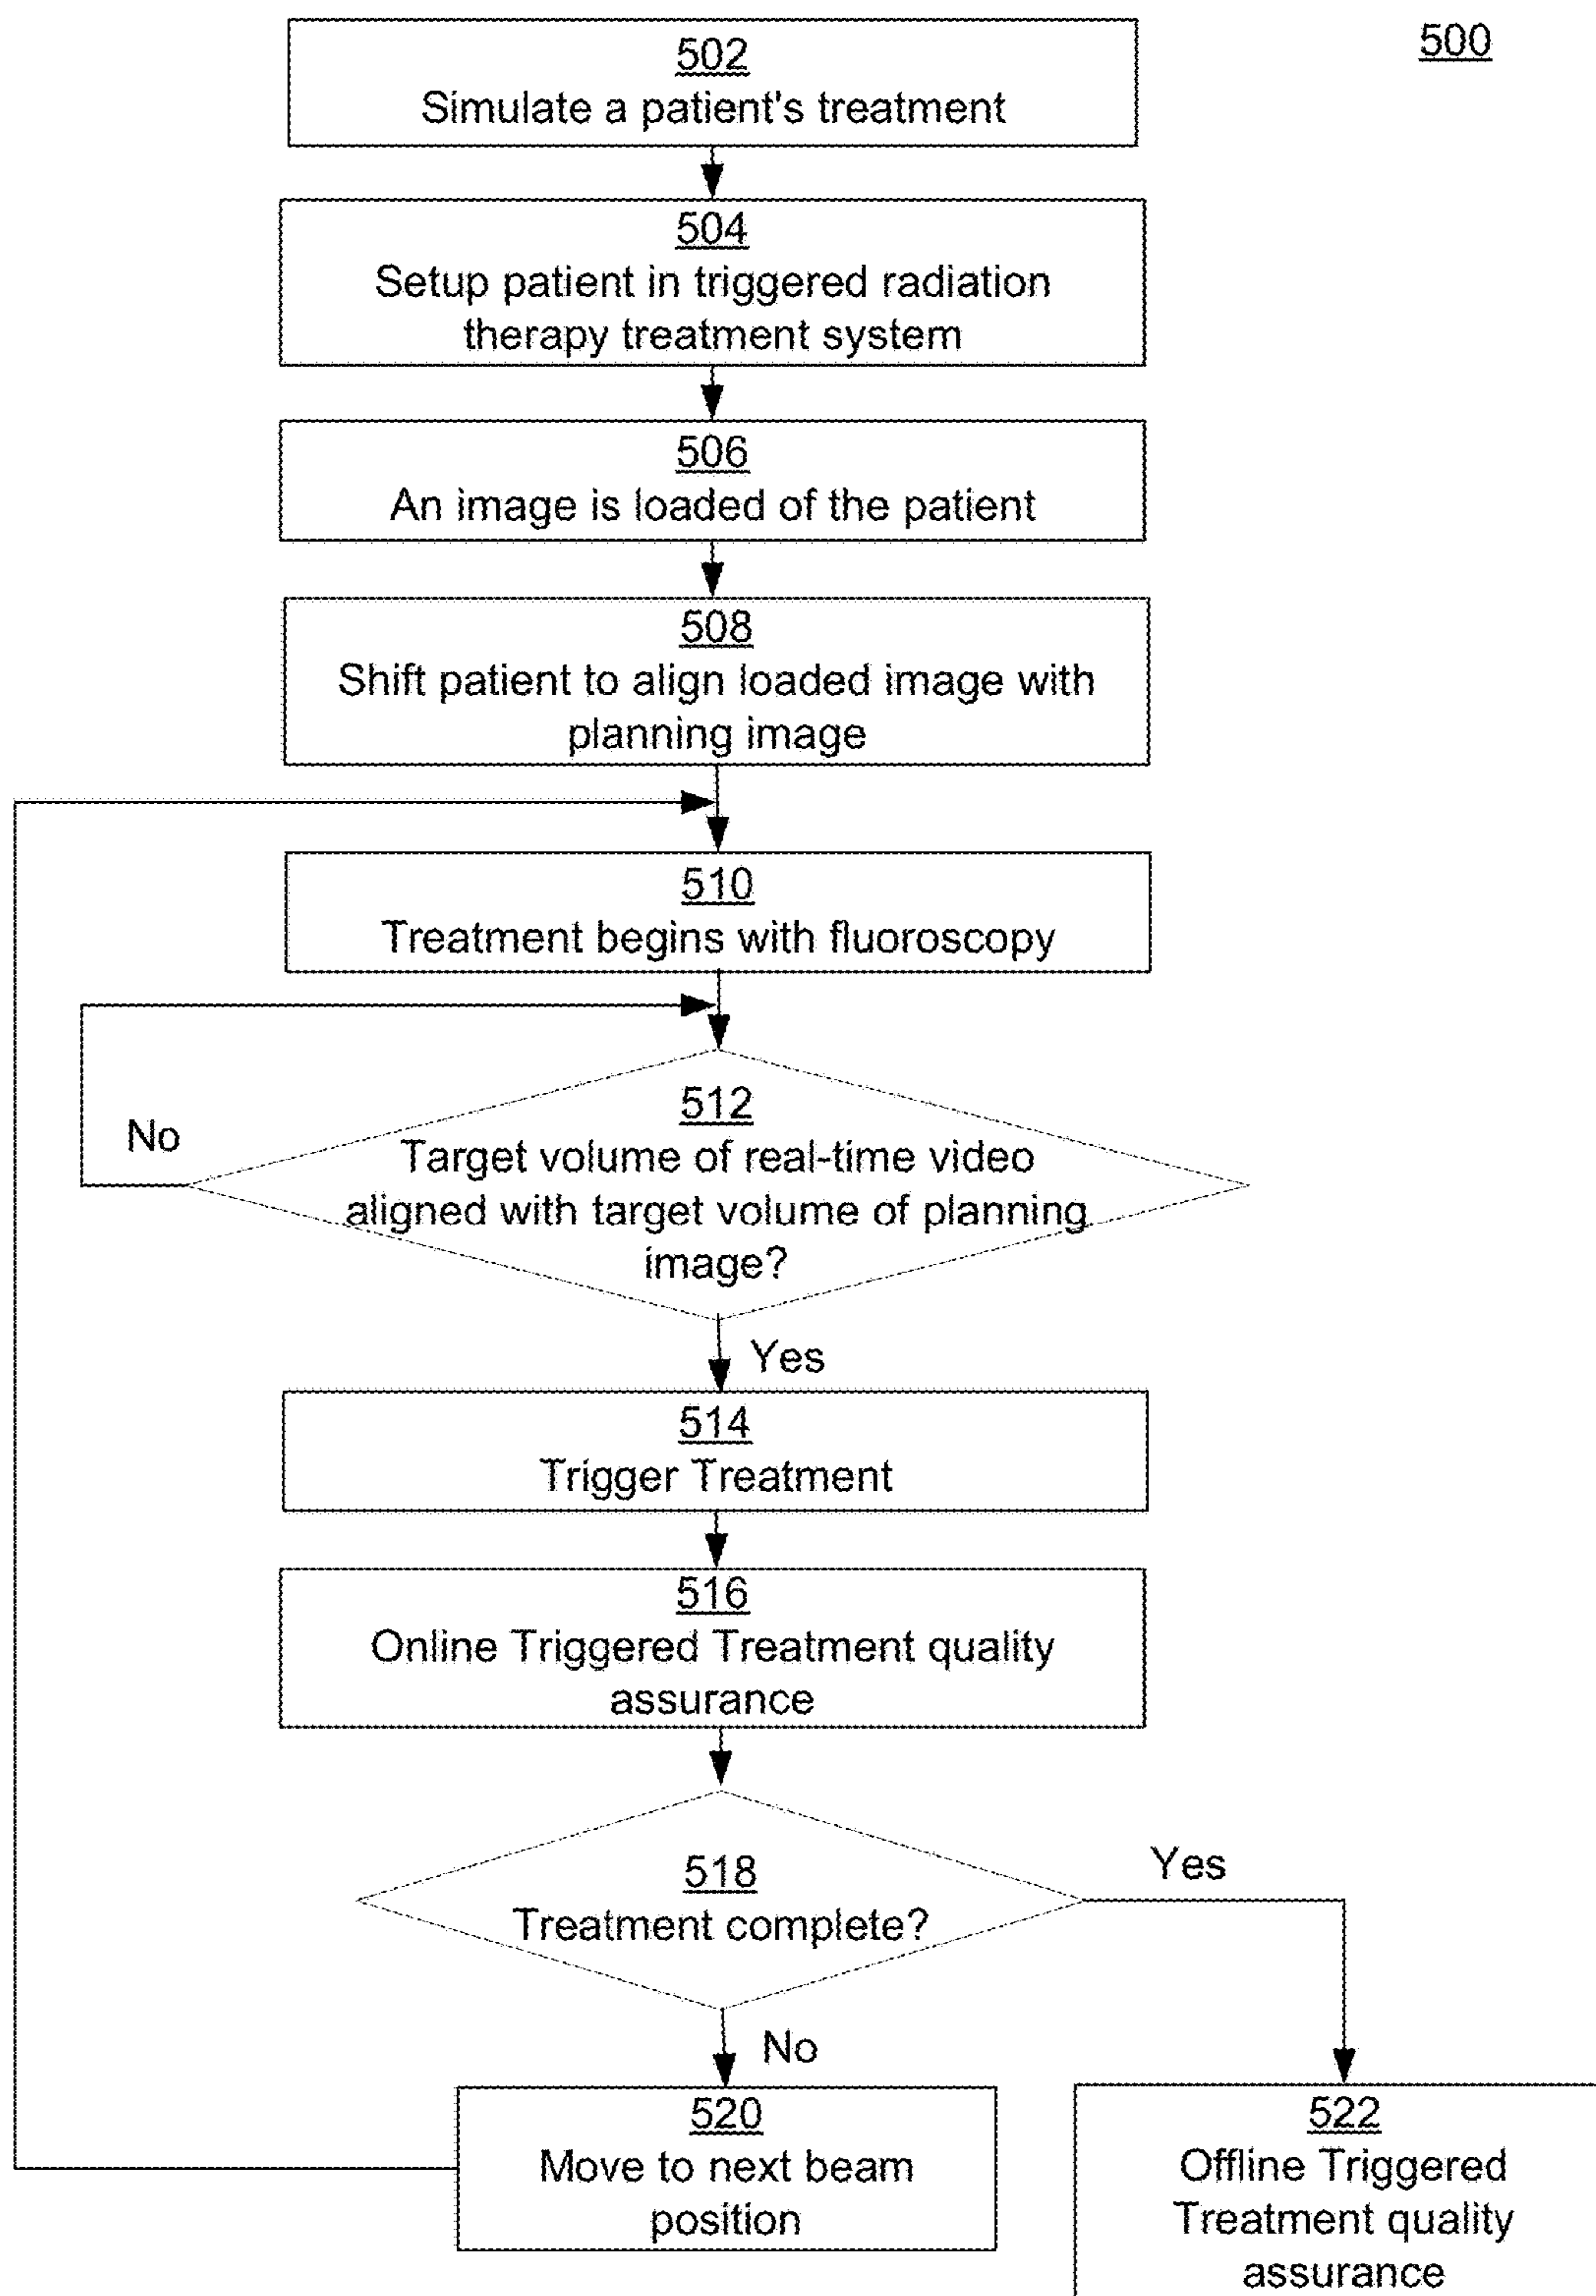 500
502
Simulate a patient's treatment
504
Setup patient in triggered radiation
therapy treatment system
506
An image is loaded of the patient
508
Shift patient to align loaded image with
planning image
510
Treatment begins with fluoroscopy
512
Target volume of real-time video
aligned with target volume of planning
image?
No
Yes
514
Trigger Treatment
516
Online Triggered Treatment quality
assurance
518
Treatment complete?
Yes
No
520
Move to next beam
position
522
Offline Triggered
Treatment quality
assurance